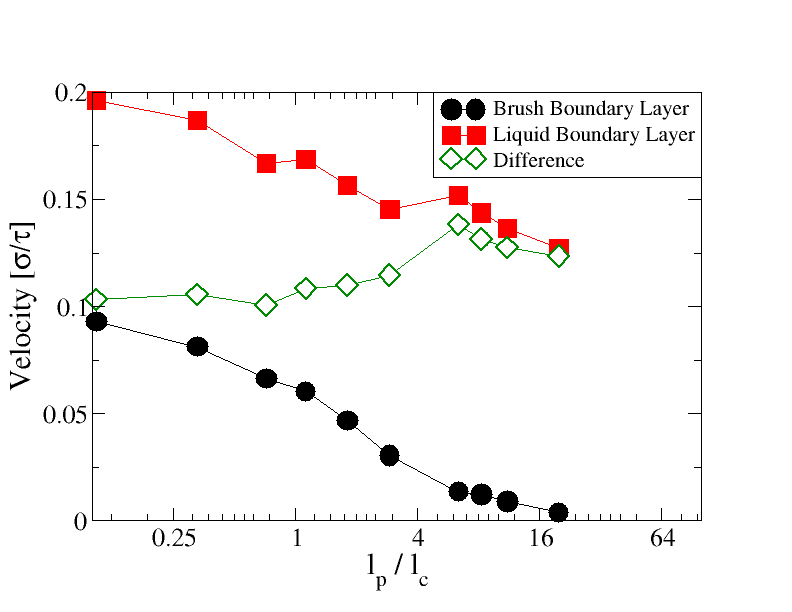 0.2
0.15
0.1
0.05
0
Velocity [σ/τ]
Brush Boundary Layer
Liquid Boundary Layer
Difference
0.25 1 4 16 64
l_p / l_c